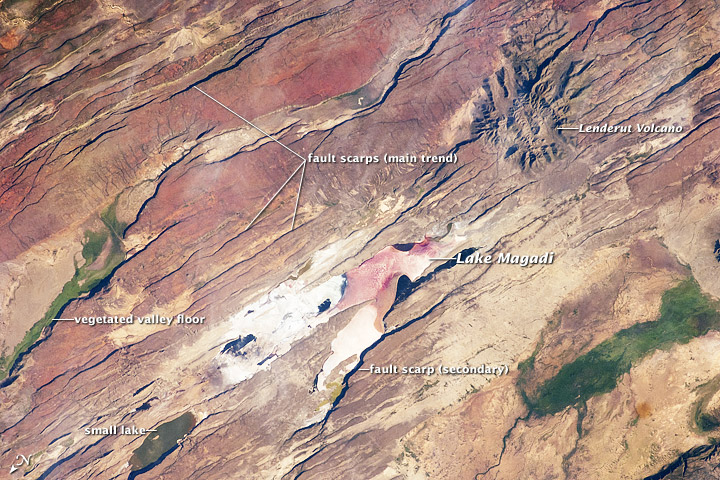 Lenderut Volcano
fault scarps (main trend)
Lake Magadi
vegetated valley floor
fault scarp (secondary)
small lake
N